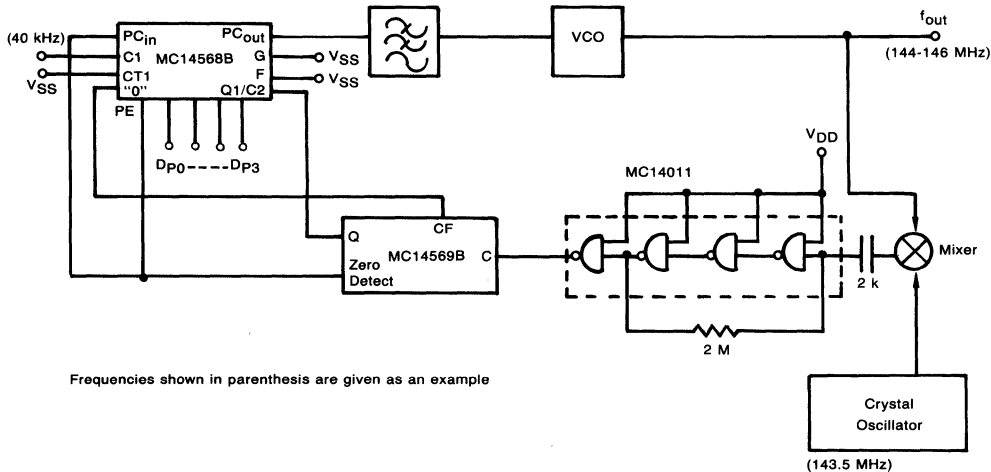 (40 kHz)
PCin
PCout
C1
MC14568B
G
VSS
CT1
F
VSS
VSS
"0"
Q1/C2
PE
DP0 ----- DP3
VCO
fout
(144-146 MHz)
VDD
MC14011
CF
Q
MC14569B
C
Zero
Detect
Mixer
2 k
2 M
Frequencies shown in parenthesis are given as an example
Crystal
Oscillator
(143.5 MHz)